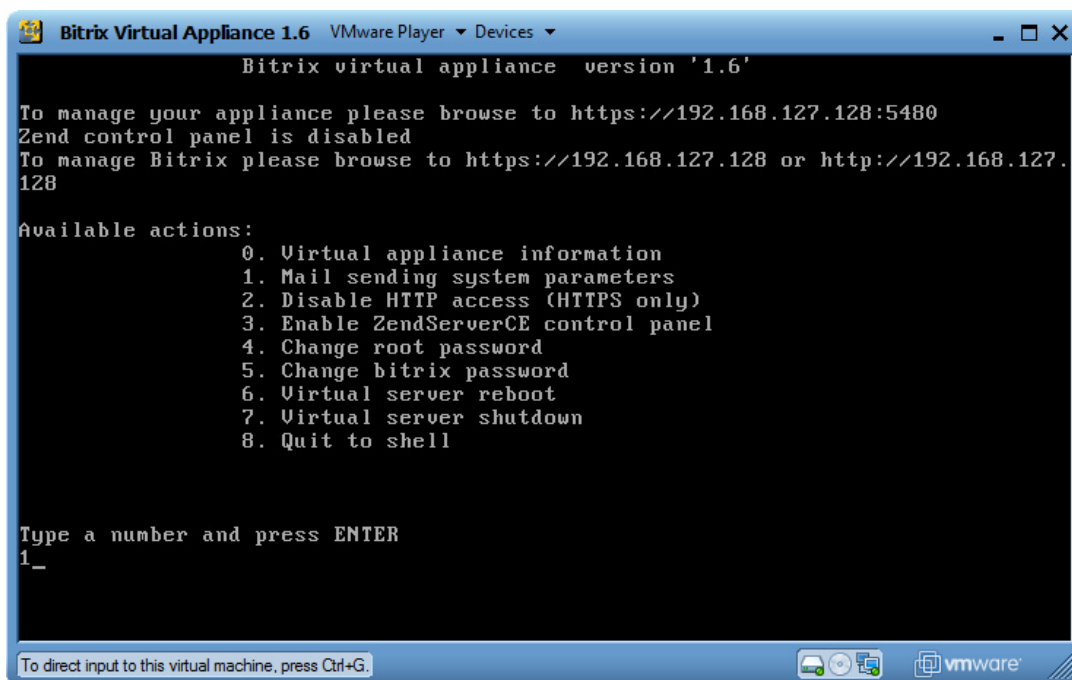 Bitrix Virtual Appliance 1.6 VMware Player Devices
Bitrix virtual appliance version '1.6'
To manage your appliance please browse to https://192.168.127.128:5480
Zend control panel is disabled
To manage Bitrix please browse to https://192.168.127.128 or http://192.168.127.
128
Available actions:
0. Virtual appliance information
1. Mail sending system parameters
2. Disable HTTP access (HTTPS only)
3. Enable ZendServerCE control panel
4. Change root password
5. Change bitrix password
6. Virtual server reboot
7. Virtual server shutdown
8. Quit to shell
Type a number and press ENTER
1_
To direct input to this virtual machine, press Ctrl+G.
vmware